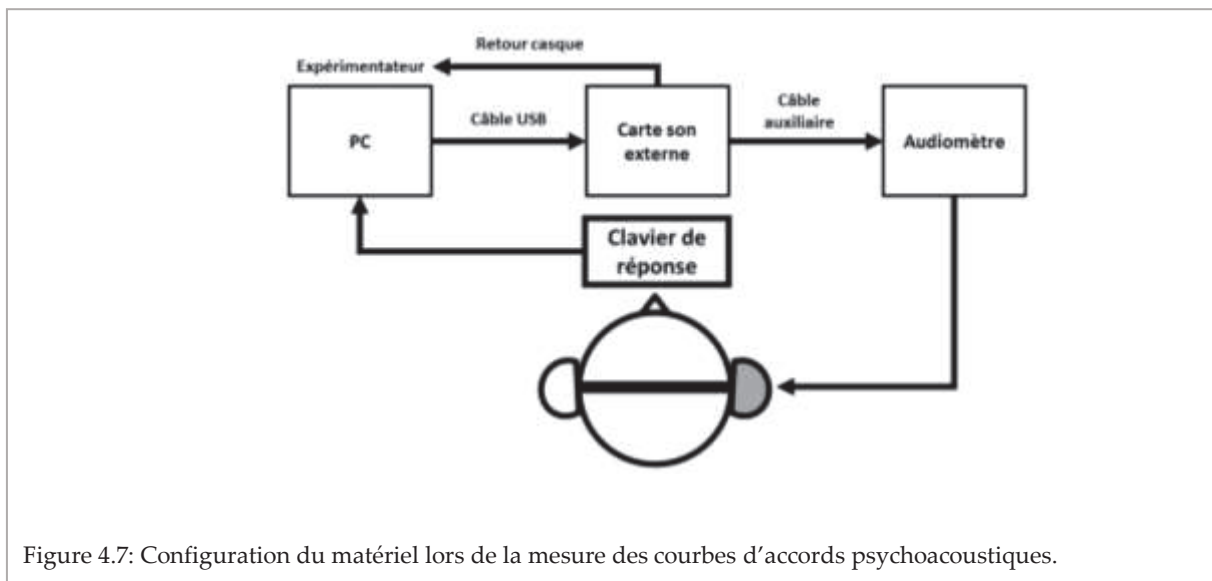 Retour casque
Expérimentateur
PC
Câble USB
Carte son
externe
Câble
auxiliaire
Audiomètre
Clavier de
réponse
Figure 4.7: Configuration du matériel lors de la mesure des courbes d'accords psychoacoustiques.